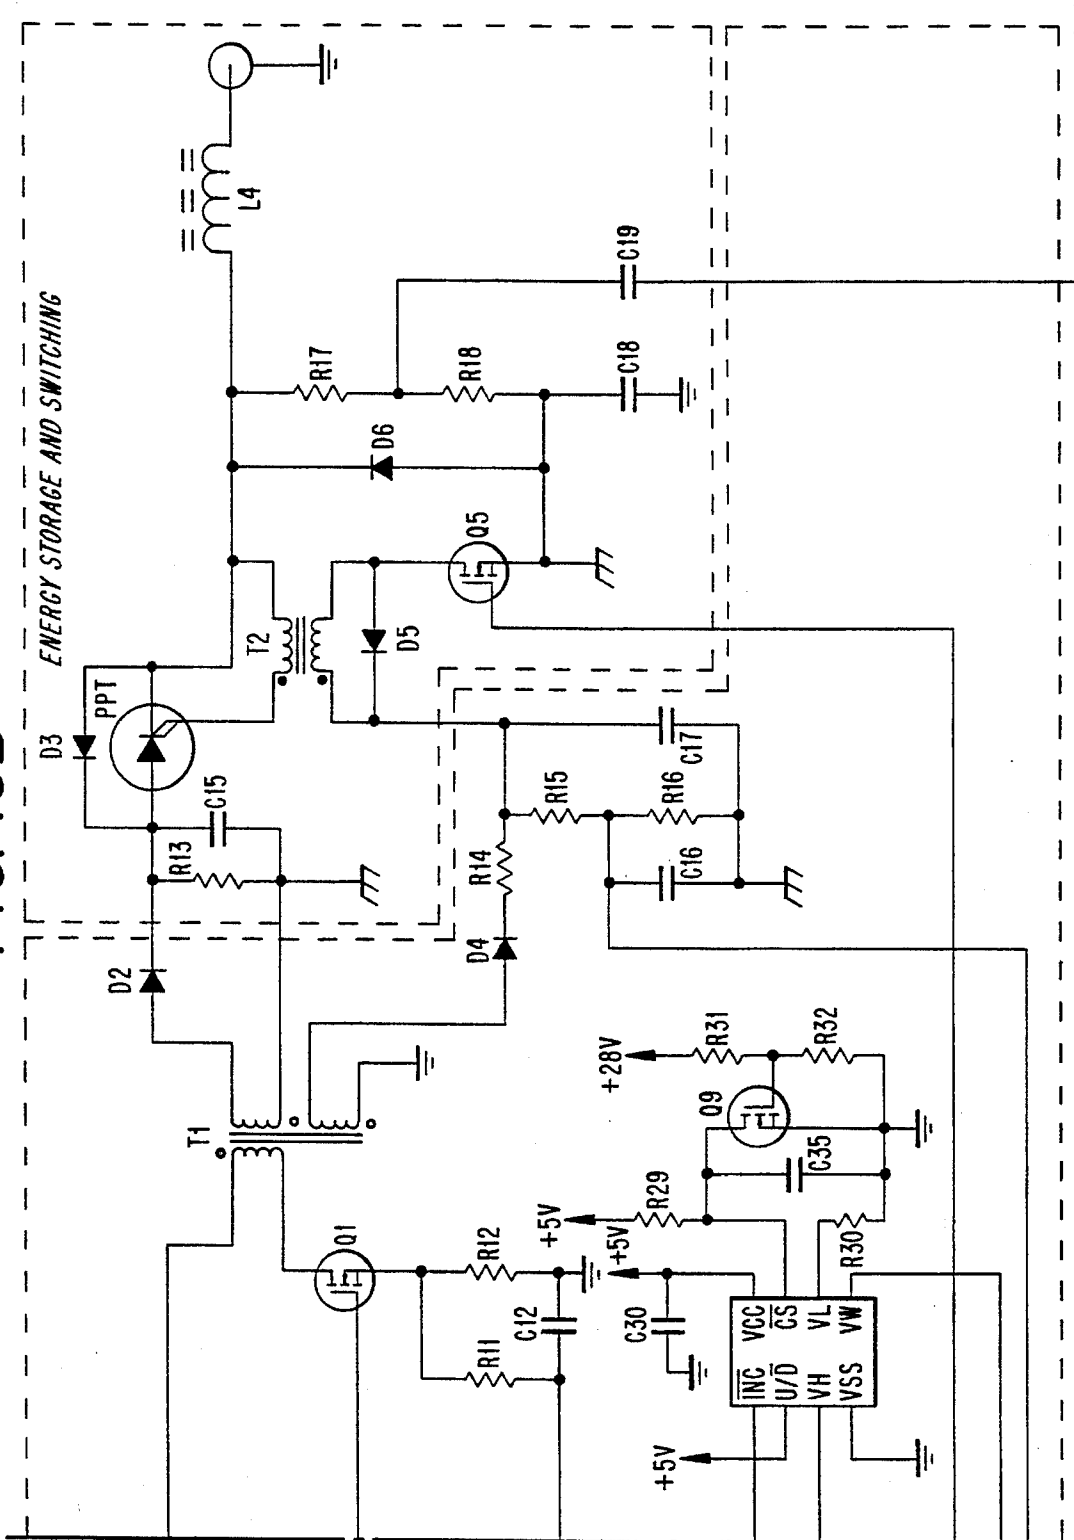 ENERGY STORAGE AND SWITCHING
L4
R17
R18
C19
C18
D6
Q5
T2
D5
D3
PPT
C15
R13
D2
R14
D4
R15
R16
C17
C16
T1
Q1
R12
R11
C12
+28V
R31
R32
Q9
C35
+5V
R29
R30
+5V
C30
VCC
CS
VL
VW
INC
U/D
VH
VSS
+5V